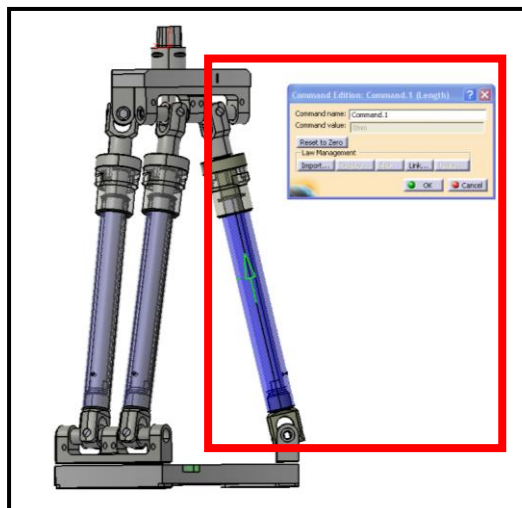 Command Edition: Command.1 (Length)
Command name: Command.1
Command value:
Reset to Zero
Law Management
Import... Link...
OK Cancel